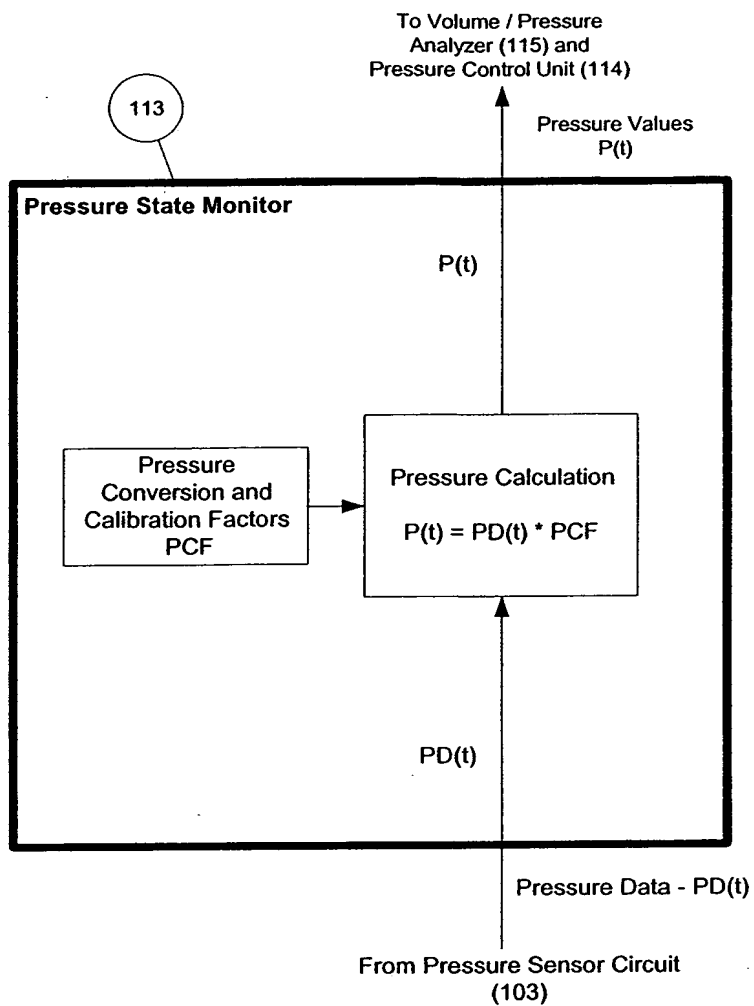 To Volume / Pressure
Analyzer (115) and
Pressure Control Unit (114)
113
Pressure Values
P(t)
Pressure State Monitor
P(t)
Pressure
Conversion and
Calibration Factors
PCF
Pressure Calculation
P(t) = PD(t) * PCF
PD(t)
Pressure Data - PD(t)
From Pressure Sensor Circuit
(103)